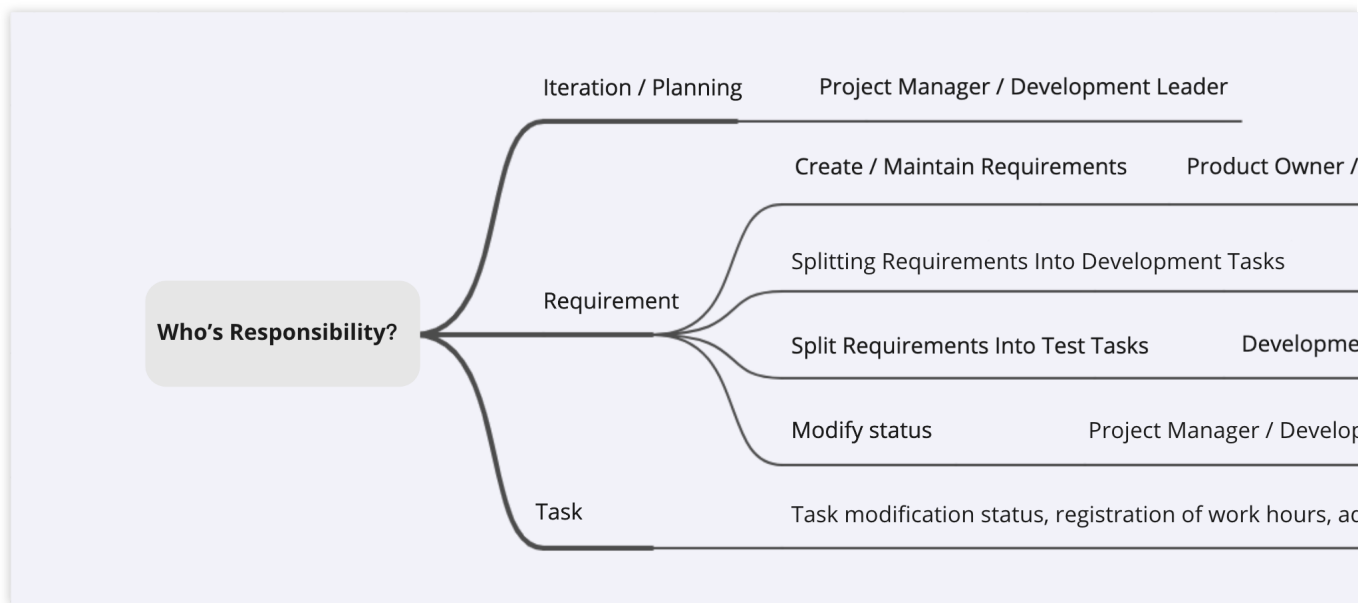 Iteration / Planning
Project Manager / Development Leader
Create / Maintain Requirements
Product Owner /
Splitting Requirements Into Development Tasks
Requirement
Who’s Responsibility?
Split Requirements Into Test Tasks
Modify status
Project Manager /
Task
Task modification status, registration of work hours,